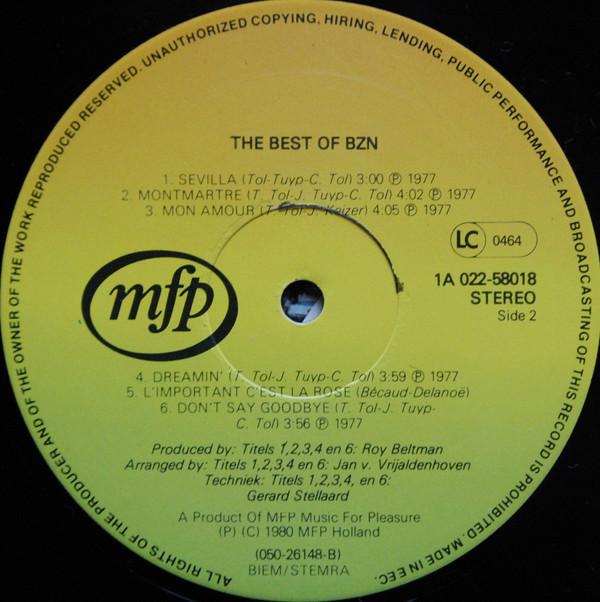 ALL RIGHTS OF THE PRODUCER AND OF THE OWNER OF THE WORK REPRODUCED RESERVED. UNAUTHORIZED COPYING, HIRING, LENDING, PUBLIC PERFORMANCE AND BROADCASTING OF THIS RECORD IS PROHIBITED. MADE IN EEC.
THE BEST OF BZN
1. SEVILLA (Tol-Tuyp-C. Tol) 3:00 Ⓟ 1977
2. MONTMARTRE (T. Tol-J. Tuyp-C. Tol) 4:02 Ⓟ 1977
3. MON AMOUR (T. Tol-J. Keizer) 4:05 Ⓟ 1977
LC 0464
1A 022-58018
STEREO
Side 2
mfp
4. DREAMIN' (T. Tol-J. Tuyp-C. Tol) 3:59 Ⓟ 1977
5. L'IMPORTANT C'EST LA ROSE (Bécaud-Delanoë)
6. DON'T SAY GOODBYE (T. Tol-J. Tuyp-
C. Tol) 3:56 Ⓟ 1977
Produced by: Titels 1,2,3,4 en 6: Roy Beltman
Arranged by: Titels 1,2,3,4 en 6: Jan v. Vrijaldenhoven
Techniek: Titels 1,2,3,4, en 6:
Gerard Stellaard
A Product Of MFP Music For Pleasure
(P) (C) 1980 MFP Holland
(050-26148-B)
BIEM/STEMRA